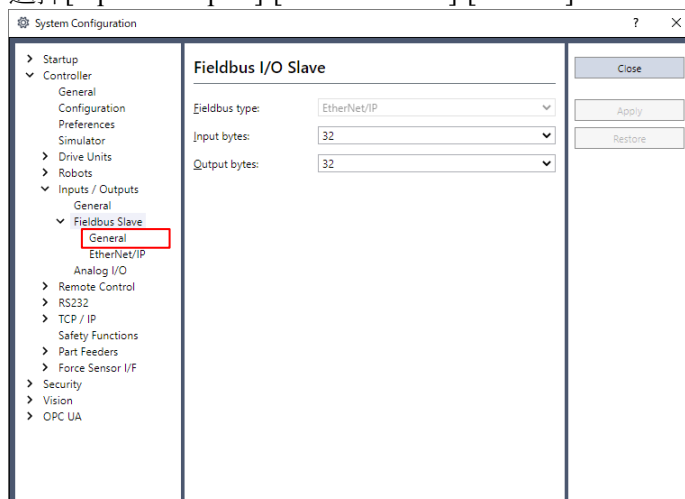 System Configuration
? ×
Startup
Controller
General
Configuration
Preferences
Simulator
Drive Units
Robots
Inputs / Outputs
General
Fieldbus Slave
General
EtherNet/IP
Analog I/O
Remote Control
RS232
TCP / IP
Safety Functions
Part Feeders
Force Sensor I/F
Security
Vision
OPC UA
Fieldbus I/O Slave
Fieldbus type: EtherNet/IP
Input bytes: 32
Output bytes: 32
Close
Apply
Restore